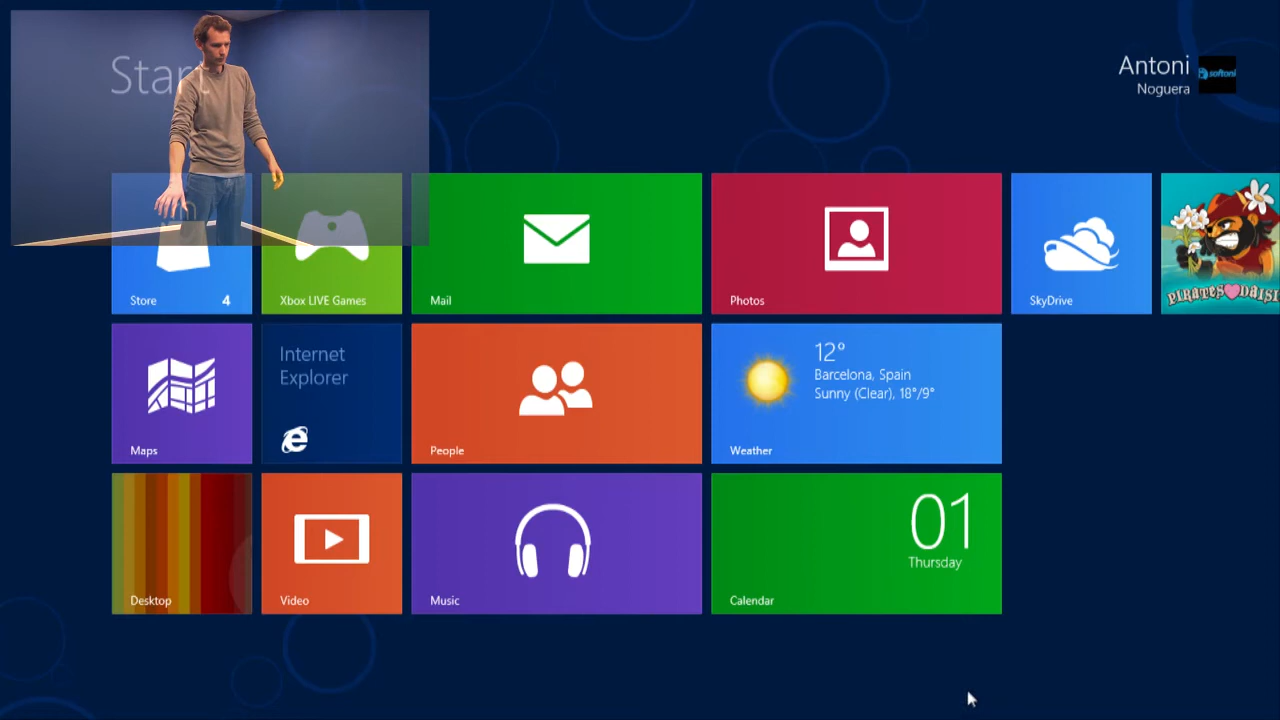 Start
Antoni
Noguera
softoni
Store 4
Xbox LIVE Games
Mail
Photos
SkyDrive
PIRATES DAISI
Maps
Internet
Explorer
People
12°
Barcelona, Spain
Sunny (Clear), 18°/9°
Weather
Desktop
Video
Music
01
Thursday
Calendar